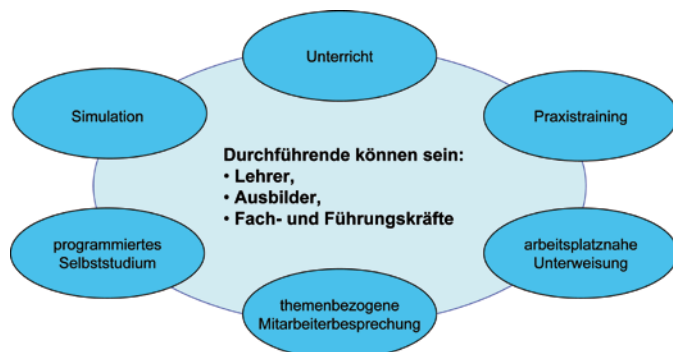 Unterricht
Simulation
Praxistraining
Durchführende können sein:
• Lehrer,
• Ausbilder,
• Fach- und Führungskräfte
programmiertes
Selbststudium
arbeitsplatznahe
Unterweisung
themenbezogene
Mitarbeiterbesprechung